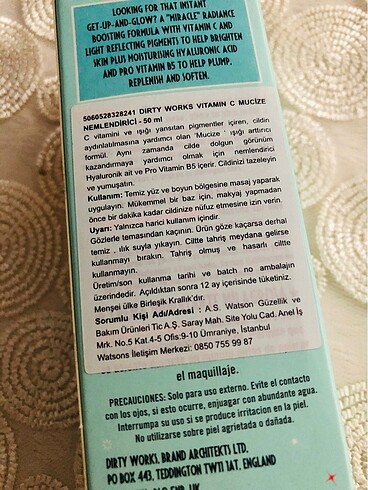 LOOKING FOR THAT INSTANT
GET-UP-AND-GLOW? A "MIRACLE" RADIANCE
BOOSTING FORMULA WITH VITAMIN C AND
LIGHT REFLECTING PIGMENTS TO HELP BRIGHTEN
SKIN PLUS MOISTURISING HYALURONIC ACID
AND PRO VITAMIN B5 TO HELP PLUMP,
REPLENISH AND SOFTEN.
5060528328241 DIRTY WORKS VITAMIN C MUCİZE
NEMLENDİRİCİ - 50 ml
C vitamini ve ışığı yansıtan pigmentler içeren, cildin
aydınlatılmasına yardımcı olan 'Mucize ' ışığı arttırıcı
formül. Aynı zamanda cilde dolgun görünüm
kazandırmaya yardımcı olmak için nemlendirici
Hyaluronik ait ve Pro Vitamin B5 içerir. Cildinizi tazeleyin
ve yumuşatın.
Kullanım: Temiz yüz ve boyun bölgesine masaj yaparak
uygulayın. Mükemmel bir baz için, makyaj yapmadan
önce bir dakika kadar cildinize nüfuz etmesine izin verin.
Uyarı: Yalnızca harici kullanım içindir.
Gözlerle temasından kaçının. Ürün göze kaçarsa derhal
temiz , ılık suyla yıkayın. Ciltte tahriş meydana gelirse
kullanmayı bırakın. Tahriş olmuş ve hasarlı ciltte
kullanmayın.
Üretim/son kullanma tarihi ve batch no ambalajın
üzerindedir. Açıldıktan sonra 12 ay içerisinde tüketiniz.
Menşei ülke Birleşik Krallık'dır.
Sorumlu Kişi Adı/Adresi : A.S. Watson Güzellik ve
Bakım Ürünleri Tic A.Ş. Saray Mah. Site Yolu Cad. Anel İş
Mrk. No.5 Kat.4-5 Ofis:9-10 Ümraniye, İstanbul
Watsons İletişim Merkezi: 0850 755 99 87
el maquillaje.
PRECAUCIONES: Solo para uso externo. Evite el contacto
con los ojos, si esto ocurre, enjuagar con abundante agua.
Interrumpa su uso si se produce irritacion en la piel.
No utilizarse sobre piel agrietada o dañada.
DIRTY WORKS, BRAND ARCHITEKTS LTD.
PO BOX 443, TEDDINGTON TW11 1AT, ENGLAND